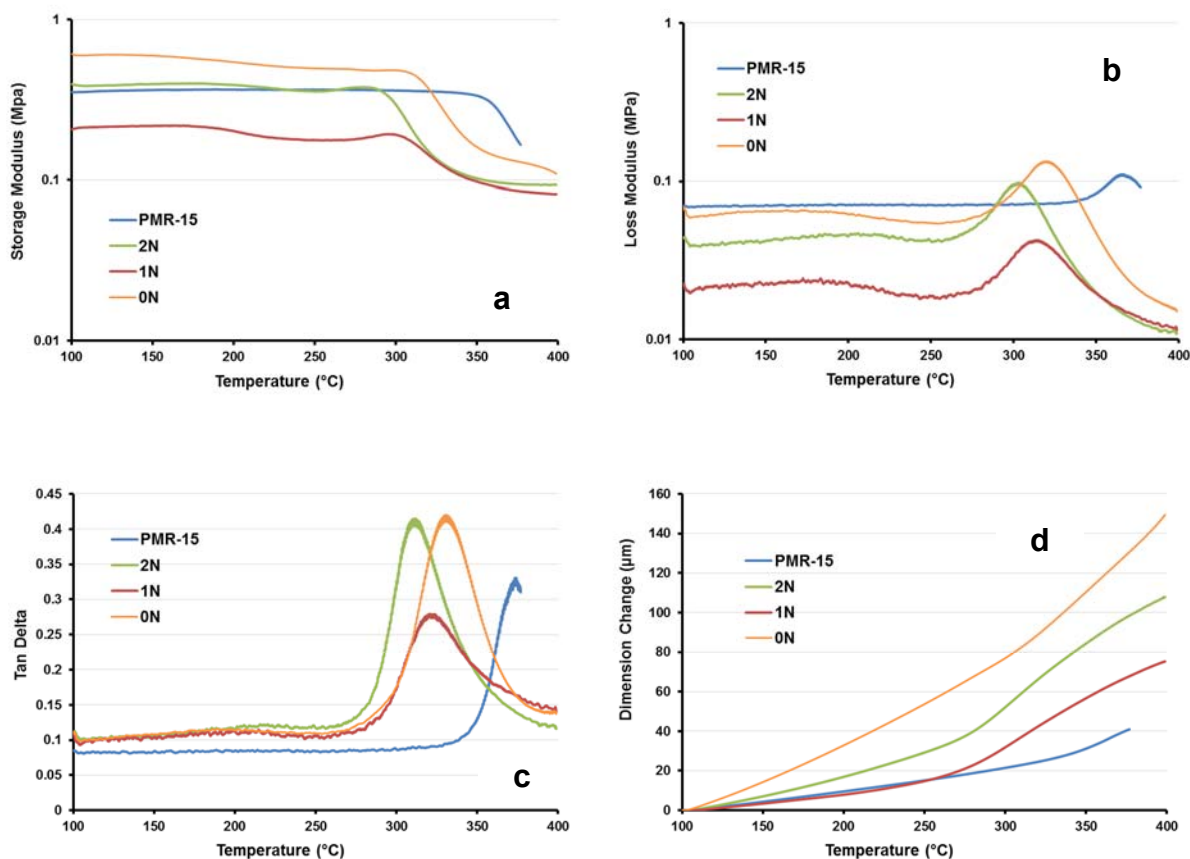 1
0.1
0.01
Storage Modulus (Mpa)
PMR-15
2N
1N
0N
a
100 150 200 250 300 350 400
Temperature (°C)
1
0.1
0.01
Loss Modulus (MPa)
PMR-15
2N
1N
0N
b
100 150 200 250 300 350 400
Temperature (°C)
0.45
0.4
0.35
0.3
0.25
0.2
0.15
0.1
0.05
0
Tan Delta
PMR-15
2N
1N
0N
c
100 150 200 250 300 350 400
Temperature (°C)
160
140
120
100
80
60
40
20
0
Dimension Change (µm)
PMR-15
2N
1N
0N
d
100 150 200 250 300 350 400
Temperature (°C)